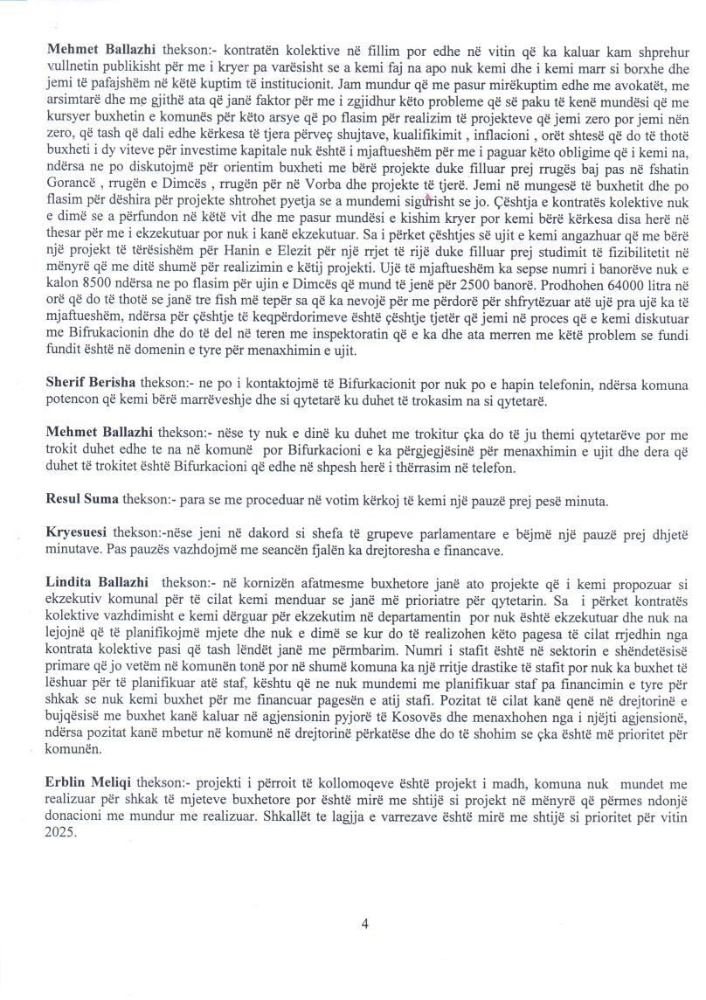 Mehmet Ballazhi thekson:- kontratën kolektive në fillim por edhe në vitin që ka kaluar kam shprehur
vullnetin publikisht për me i kryer pa varësisht se a kemi faj na apo nuk kemi dhe i kemi marr si borxhe dhe
jemi të pafajshëm në këtë kuptim të institucionit. Jam mundur që me pasur mirëkuptim edhe me avokatët, me
arsimtarë dhe me gjithë ata që janë faktor për me i zgjidhur këto probleme që së paku të kenë mundësi që me
kursyer buxhetin e komunës për këto arsye që po flasim për realizim të projekteve që jemi zero por jemi nën
zero, që tash që dali edhe kërkesa të tjera përveç shujtave, kualifikimit , inflacioni , orët shtesë që do të thotë
buxheti i dy viteve për investime kapitale nuk është i mjaftueshëm për me i paguar këto obligime që i kemi na,
ndërsa ne po diskutojmë për orientim buxheti me bërë projekte duke filluar prej rrugës baj pas në fshatin
Gorancë , rrugën e Dimcës , rrugën për në Vorba dhe projekte të tjerë. Jemi në mungesë të buxhetit dhe po
flasim për dëshira për projekte shtrohet pyetja se a mundemi sigurisht se jo. Çështja e kontratës kolektive nuk
e dimë se a përfundon në këtë vit dhe me pasur mundësi e kishim kryer por kemi bërë kërkesa disa herë në
thesar për me i ekzekutuar por nuk i kanë ekzekutuar. Sa i përket çështjes së ujit e kemi angazhuar që me bërë
një projekt të tërësishëm për Hanin e Elezit për një rrjet të rijë duke filluar prej studimit të fizibilitetit në
mënyrë që me ditë shumë për realizimin e këtij projekti. Ujë të mjaftueshëm ka sepse numri i banorëve nuk e
kalon 8500 ndërsa ne po flasim për ujin e Dimcës që mund të jenë për 2500 banorë. Prodhohen 64000 litra në
orë që do të thotë se janë tre fish më tepër sa që ka nevojë për me përdorë për shfrytëzuar atë ujë pra ujë ka të
mjaftueshëm, ndërsa për çështje të keqpërdorimeve është çështje tjetër që jemi në proces që e kemi diskutuar
me Bifrukacionin dhe do të del në teren me inspektoratin që e ka dhe ata merren me këtë problem se fundi
fundit është në domenin e tyre për menaxhimin e ujit.
Sherif Berisha thekson:- ne po i kontaktojmë të Bifurkacionit por nuk po e hapin telefonin, ndërsa komuna
potencon që kemi bërë marrëveshje dhe si qytetarë ku duhet të trokasim na si qytetarë.
Mehmet Ballazhi thekson:- nëse ty nuk e dinë ku duhet me trokitur çka do të ju themi qytetarëve por me
trokit duhet edhe te na në komunë por Bifurkacioni e ka përgjegjësinë për menaxhimin e ujit dhe dera që
duhet të trokitet është Bifurkacioni që edhe në shpesh herë i thërrasim në telefon.
Resul Suma thekson:- para se me proceduar në votim kërkoj të kemi një pauzë prej pesë minuta.
Kryesuesi thekson:-nëse jeni në dakord si shefa të grupeve parlamentare e bëjmë një pauzë prej dhjetë
minutave. Pas pauzës vazhdojmë me seancën fjalën ka drejtoresha e financave.
Lindita Ballazhi thekson:- në kornizën afatmesme buxhetore janë ato projekte që i kemi propozuar si
ekzekutiv komunal për të cilat kemi menduar se janë më prioriatre për qytetarin. Sa i përket kontratës
kolektive vazhdimisht e kemi dërguar për ekzekutim në departamentin por nuk është ekzekutuar dhe nuk na
lejojnë që të planifikojmë mjete dhe nuk e dimë se kur do të realizohen këto pagesa të cilat rrjedhin nga
kontrata kolektive pasi që tash lëndët janë me përmbarim. Numri i stafit është në sektorin e shëndetësisë
primare që jo vetëm në komunën tonë por në shumë komuna ka një rritje drastike të stafit por nuk ka buxhet të
lëshuar për të planifikuar atë staf, kështu që ne nuk mundemi me planifikuar staf pa financimin e tyre për
shkak se nuk kemi buxhet për me financuar pagesën e atij stafi. Pozitat të cilat kanë qenë në drejtorinë e
bujqësisë me buxhet kanë kaluar në agjensionin pyjorë të Kosovës dhe menaxhohen nga i njëjti agjensionë,
ndërsa pozitat kanë mbetur në komunë në drejtorinë përkatëse dhe do të shohim se çka është më prioritet për
komunën.
Erblin Meliqi thekson:- projekti i përroit të kollomoqeve është projekt i madh, komuna nuk mundet me
realizuar për shkak të mjeteve buxhetore por është mirë me shtijë si projekt në mënyrë që përmes ndonjë
donacioni me mundur me realizuar. Shkallët te lagjja e varrezave është mirë me shtijë si prioritet për vitin
2025.
4